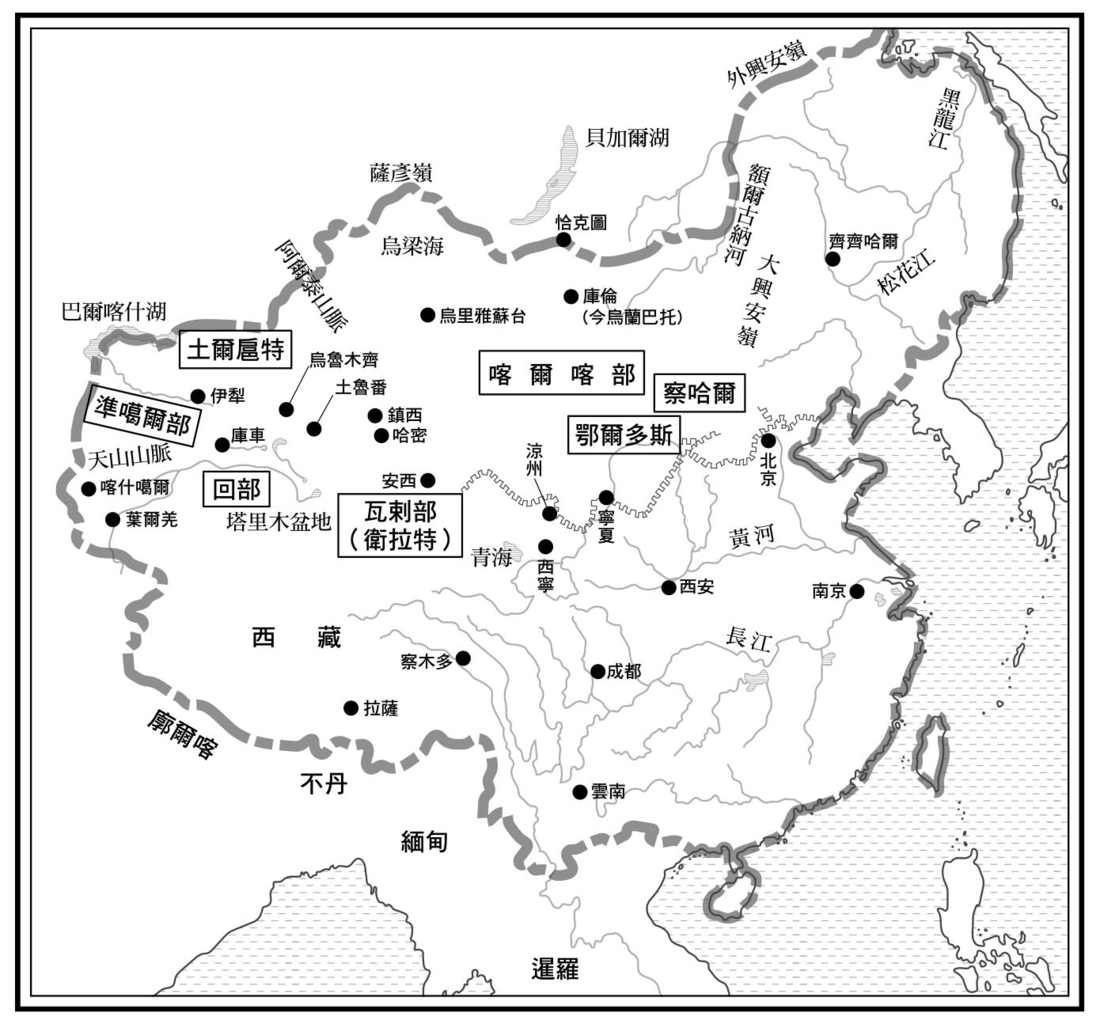 外興安嶺
黑龍江
貝加爾湖
薩彥嶺
額爾古納河
恰克圖
齊齊哈爾
烏梁海
阿爾泰山脈
松花江
大興安嶺
庫倫
（今烏蘭巴托）
巴爾喀什湖
烏里雅蘇台
土爾扈特
烏魯木齊
喀爾喀部
土魯番
察哈爾
伊犁
準噶爾部
鎮西
哈密
庫車
鄂爾多斯
天山山脈
涼州
北京
喀什噶爾
回部
安西
葉爾羌
塔里木盆地
瓦剌部
（衛拉特）
寧夏
黃河
青海
西寧
西安
南京
西藏
長江
察木多
成都
拉薩
廓爾喀
不丹
雲南
緬甸
暹羅